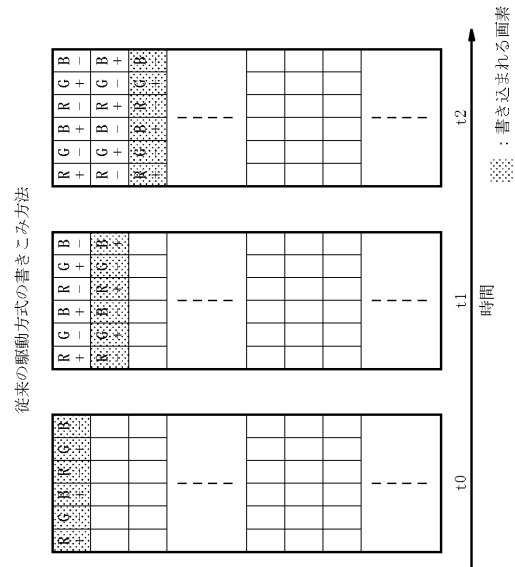 従来の駆動方式の書きこみ方法
R G B R G B
+ - + - + -
R G B R G B
+ - + - + -
R G B R G B
- + - + - +
R G B R G B
+ - + - + -
R G B R G B
- + - + - +
R G B R G B
+ - + - + -
t0
t1
t2
時間
：書き込まれる画素